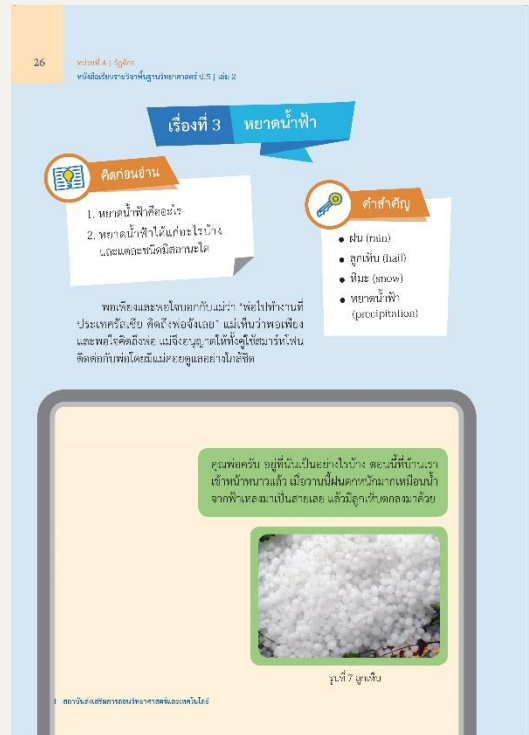 26
หน่วยที่ 4 | วัฏจักร
หนังสือเรียนรายวิชาพื้นฐานวิทยาศาสตร์ ป.5 | เล่ม 2
เรื่องที่ 3 หยาดน้ำฟ้า
คิดก่อนอ่าน
1. หยาดน้ำฟ้าคืออะไร
2. หยาดน้ำฟ้าได้แก่อะไรบ้าง
และแต่ละชนิดมีสถานะใด
คำสำคัญ
● ฝน (rain)
● ลูกเห็บ (hail)
● หิมะ (snow)
● หยาดน้ำฟ้า
(precipitation)
พอเพียงและพอใจบอกกับแม่ว่า “พ่อไปทำงานที่
ประเทศรัสเซีย คิดถึงพ่อจังเลย” แม่เห็นว่าพอเพียง
และพอใจคิดถึงพ่อ แม่จึงอนุญาตให้ทั้งคู่ใช้สมาร์ทโฟน
ติดต่อกับพ่อโดยมีแม่คอยดูแลอย่างใกล้ชิด
คุณพ่อครับ อยู่ที่นั่นเป็นอย่างไรบ้าง ตอนนี้ที่บ้านเรา
เข้าหน้าหนาวแล้ว เมื่อวานนี้ฝนตกหนักมากเหมือนน้ำ
จากฟ้าเทลงมาเป็นสายเลย แล้วมีลูกเห็บตกลงมาด้วย
รูปที่ 7 ลูกเห็บ
สถาบันส่งเสริมการสอนวิทยาศาสตร์และเทคโนโลยี